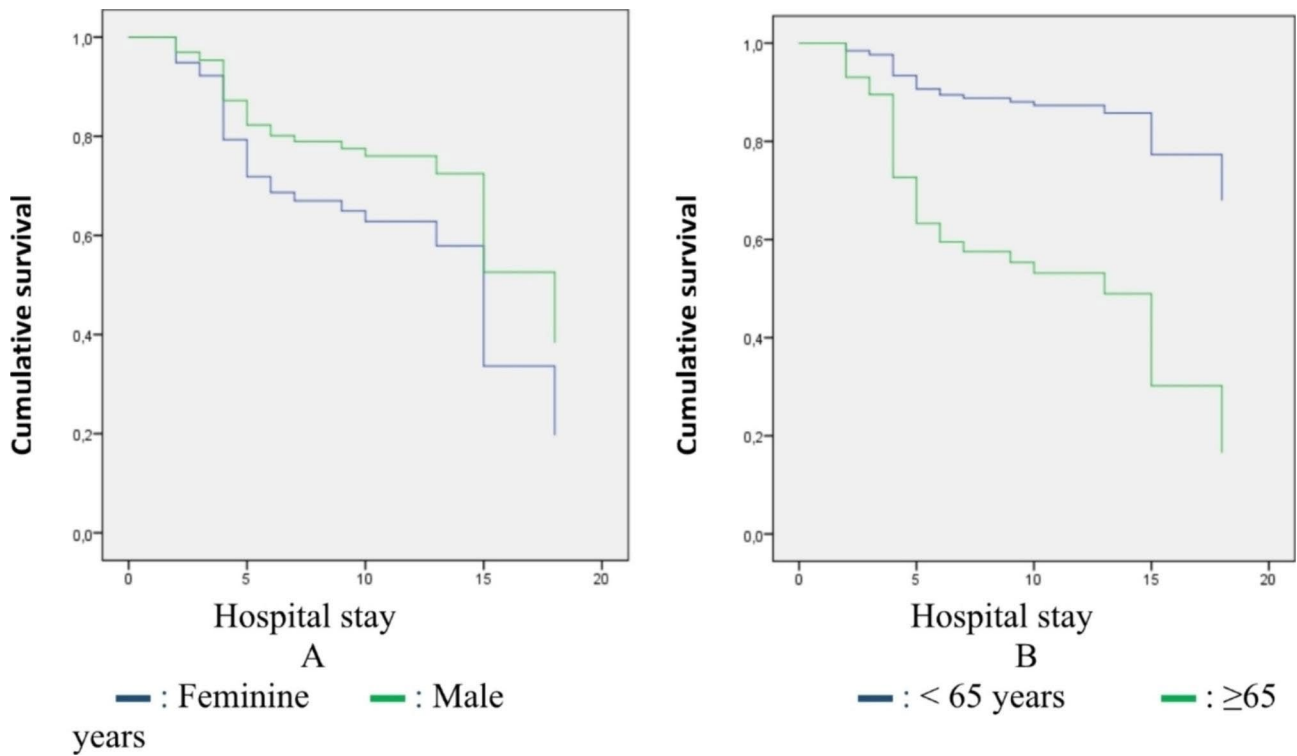 1,0
0,8
0,6
0,4
0,2
0,0
Cumulative survival
0 5 10 15 20
Hospital stay
A
: Feminine : Male
years
1,0
0,8
0,6
0,4
0,2
0,0
Cumulative survival
0 5 10 15 20
Hospital stay
B
: < 65 years : ≥65